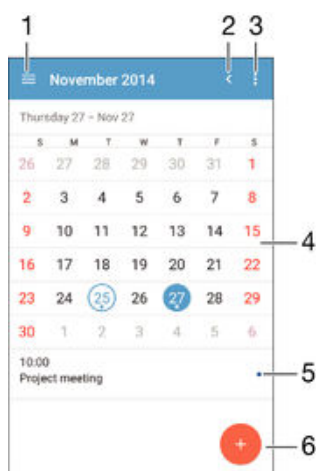 1 2 3
November 2014
Thursday 27 – Nov 27
S M T W T F S
26 27 28 29 30 31 1
2 3 4 5 6 7 8
9 10 11 12 13 14 15
4
16 17 18 19 20 21 22
23 24 25 26 27 28 29
30 1 2 3 4 5 6
10:00
Project meeting
5
+
6